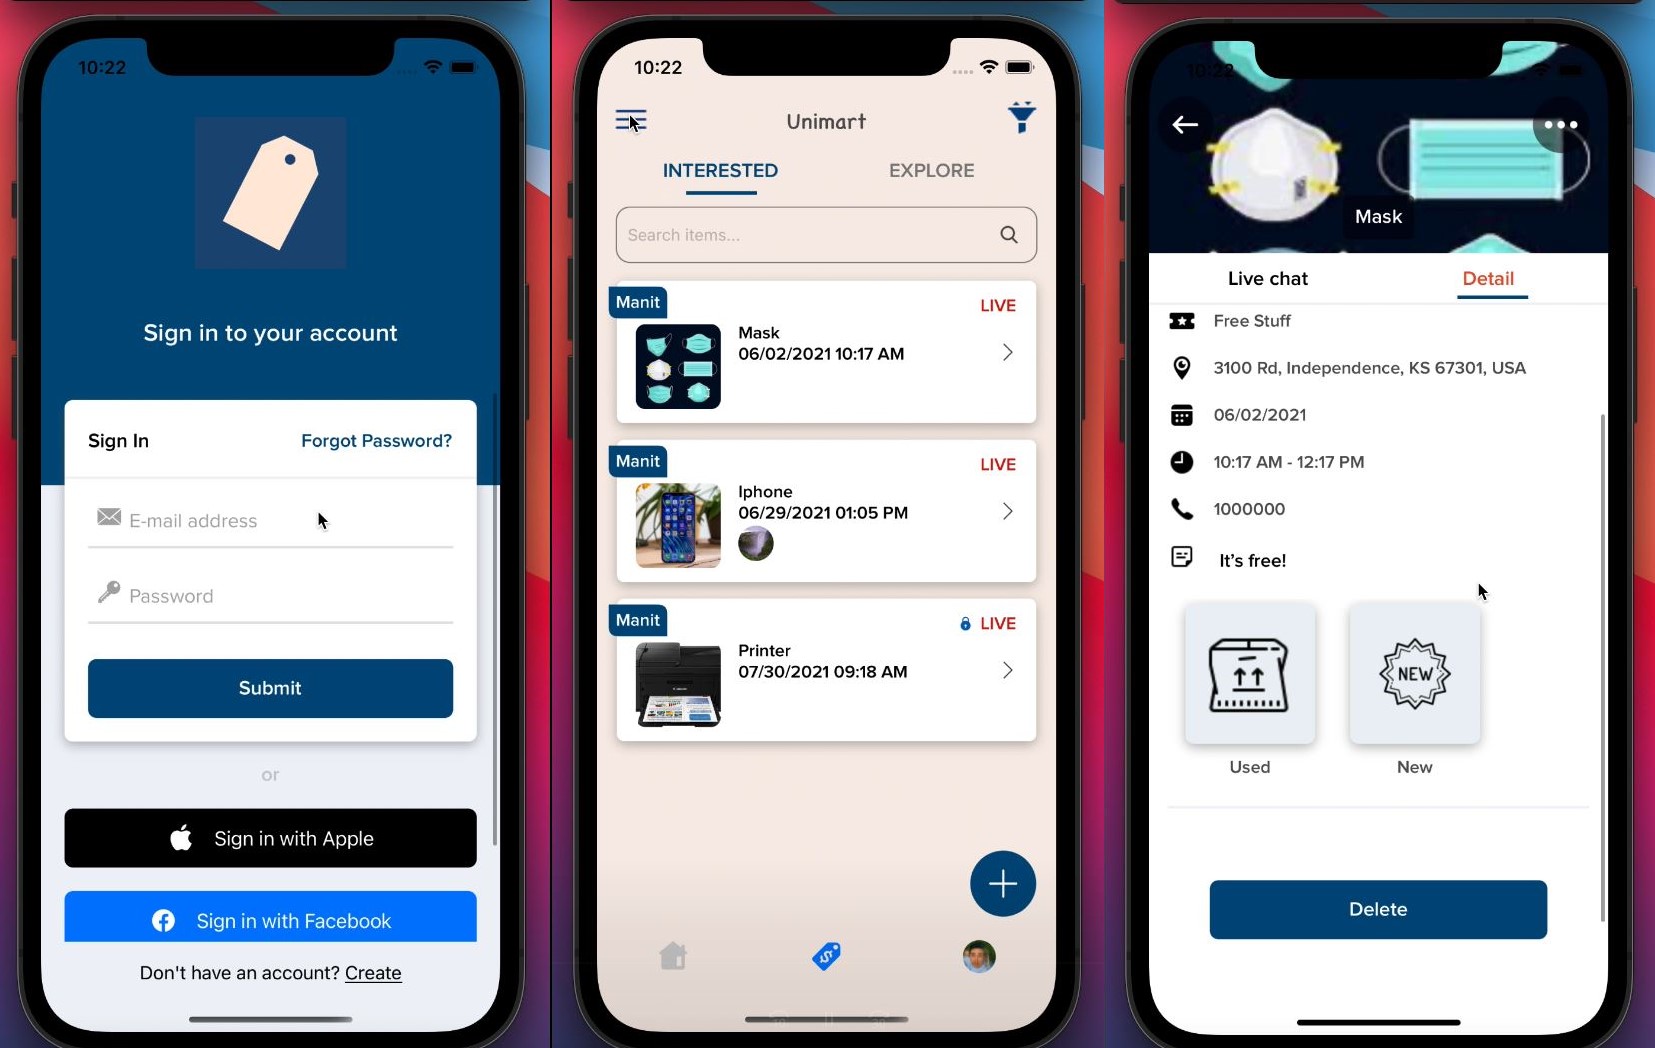 10:22
Sign in to your account
Sign In
Forgot Password?
E-mail address
Password
Submit
or
Sign in with Apple
Sign in with Facebook
Don't have an account? Create
10:22
Unimart
INTERESTED
EXPLORE
Search items...
Manit
LIVE
Mask
06/02/2021 10:17 AM
Manit
LIVE
Iphone
06/29/2021 01:05 PM
Manit
LIVE
Printer
07/30/2021 09:18 AM
10:22
Mask
Live chat
Detail
Free Stuff
3100 Rd, Independence, KS 67301, USA
06/02/2021
10:17 AM - 12:17 PM
1000000
It's free!
NEW
Used
New
Delete